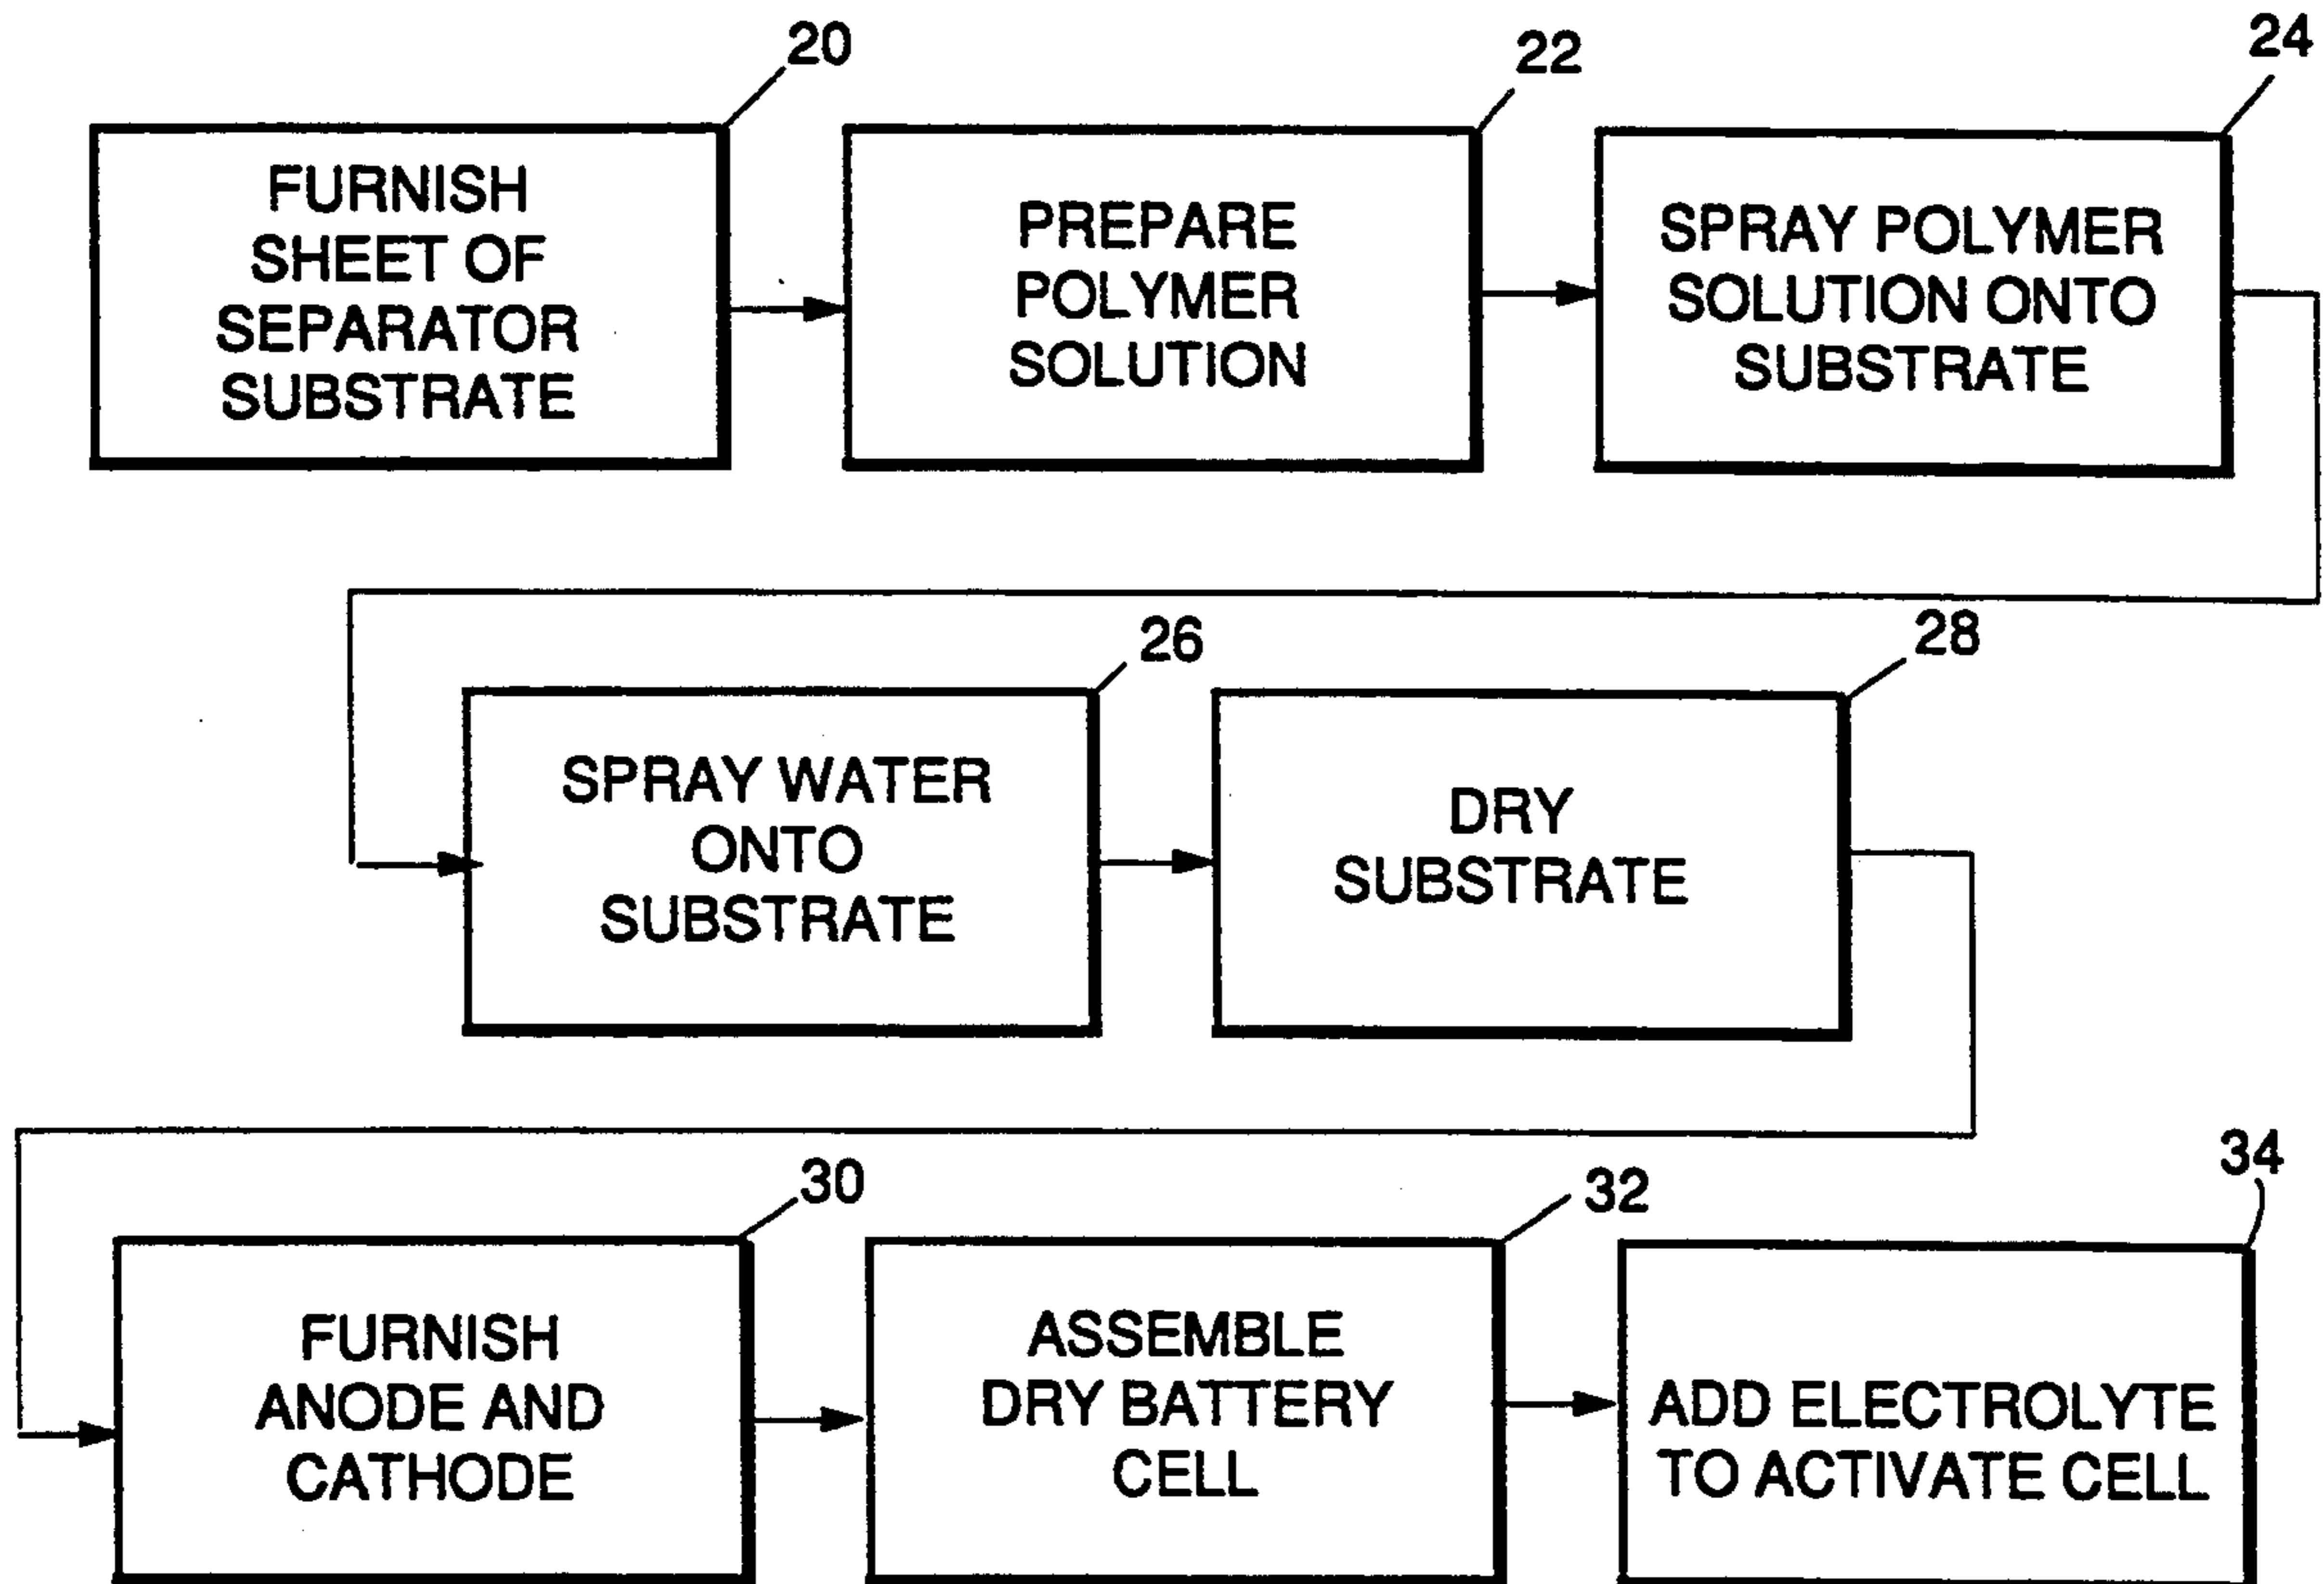 20
FURNISH
SHEET OF
SEPARATOR
SUBSTRATE
22
PREPARE
POLYMER
SOLUTION
24
SPRAY POLYMER
SOLUTION ONTO
SUBSTRATE
26
SPRAY WATER
ONTO
SUBSTRATE
28
DRY
SUBSTRATE
30
FURNISH
ANODE AND
CATHODE
32
ASSEMBLE
DRY BATTERY
CELL
34
ADD ELECTROLYTE
TO ACTIVATE CELL